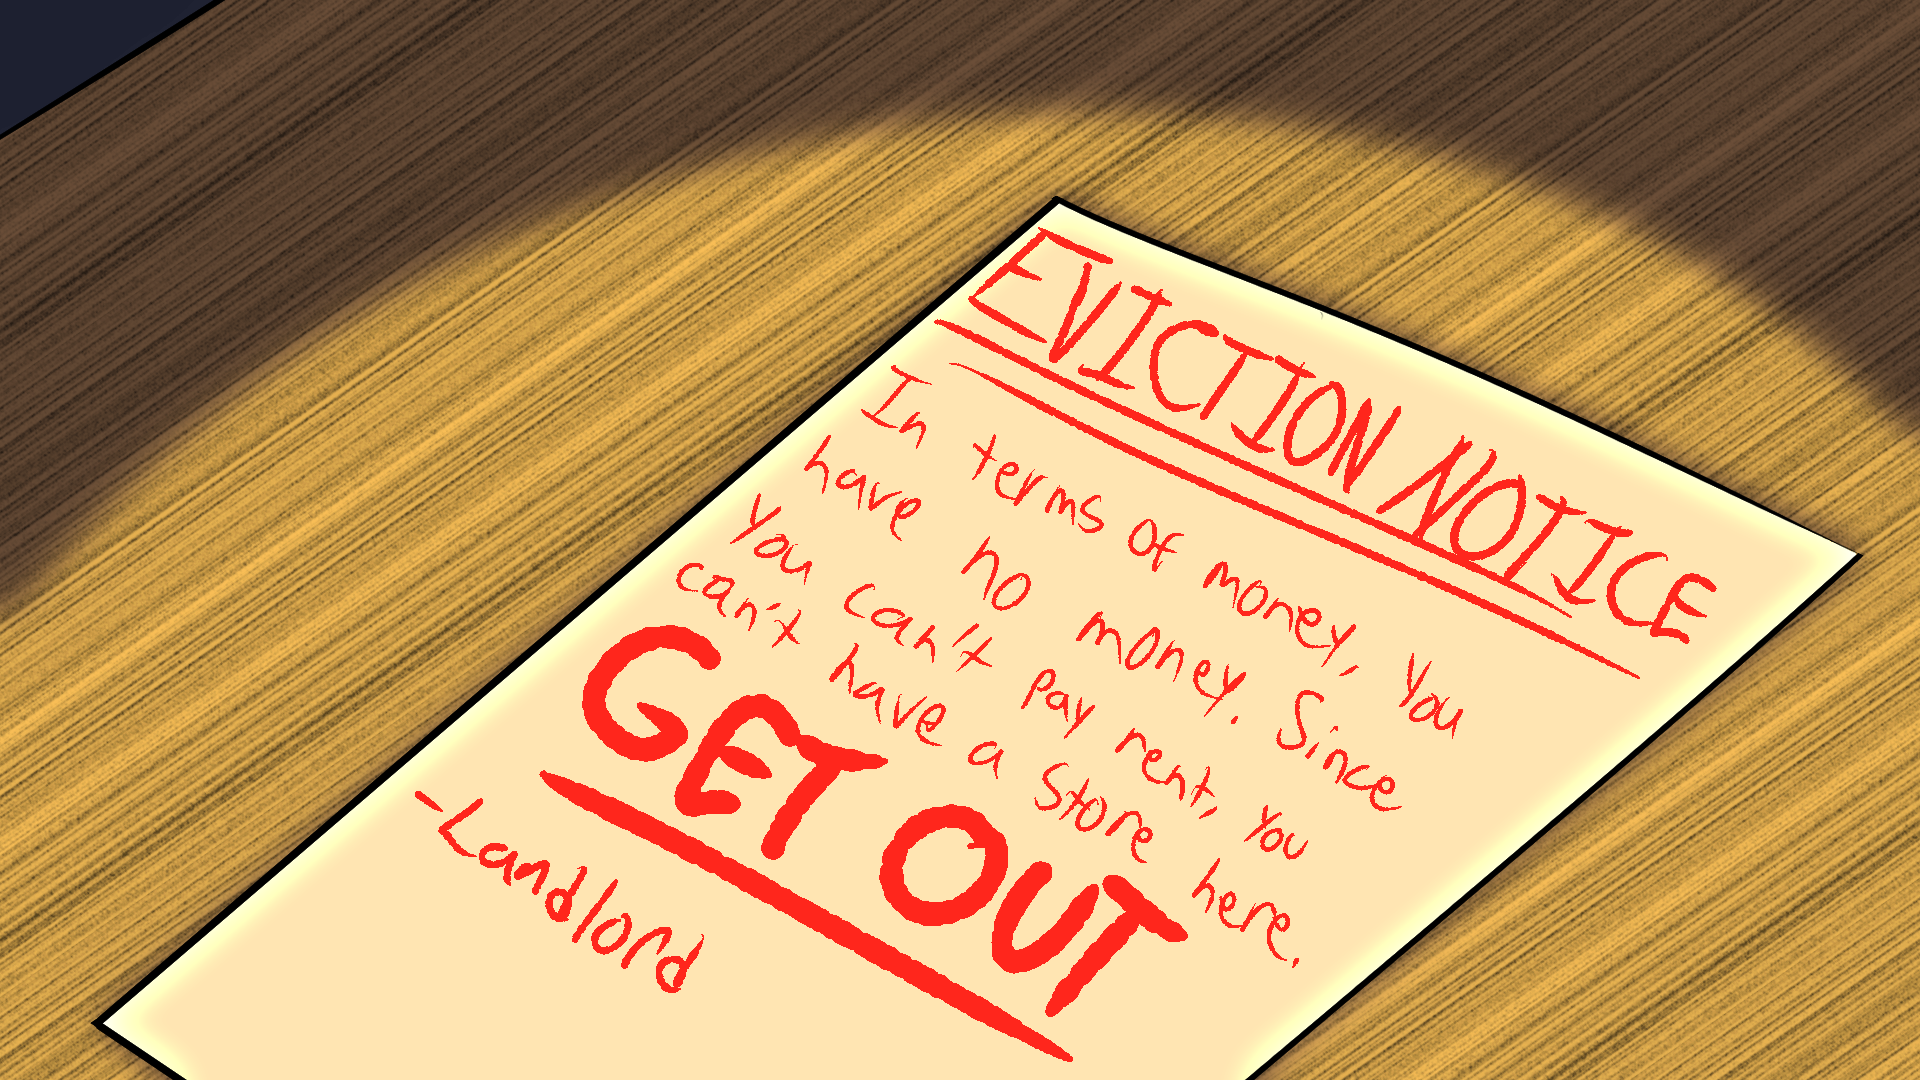 EVICTION NOTICE
In terms of money, you
have no money. Since
you can't pay rent, you
can't have a store here.
GET OUT
-Landlord